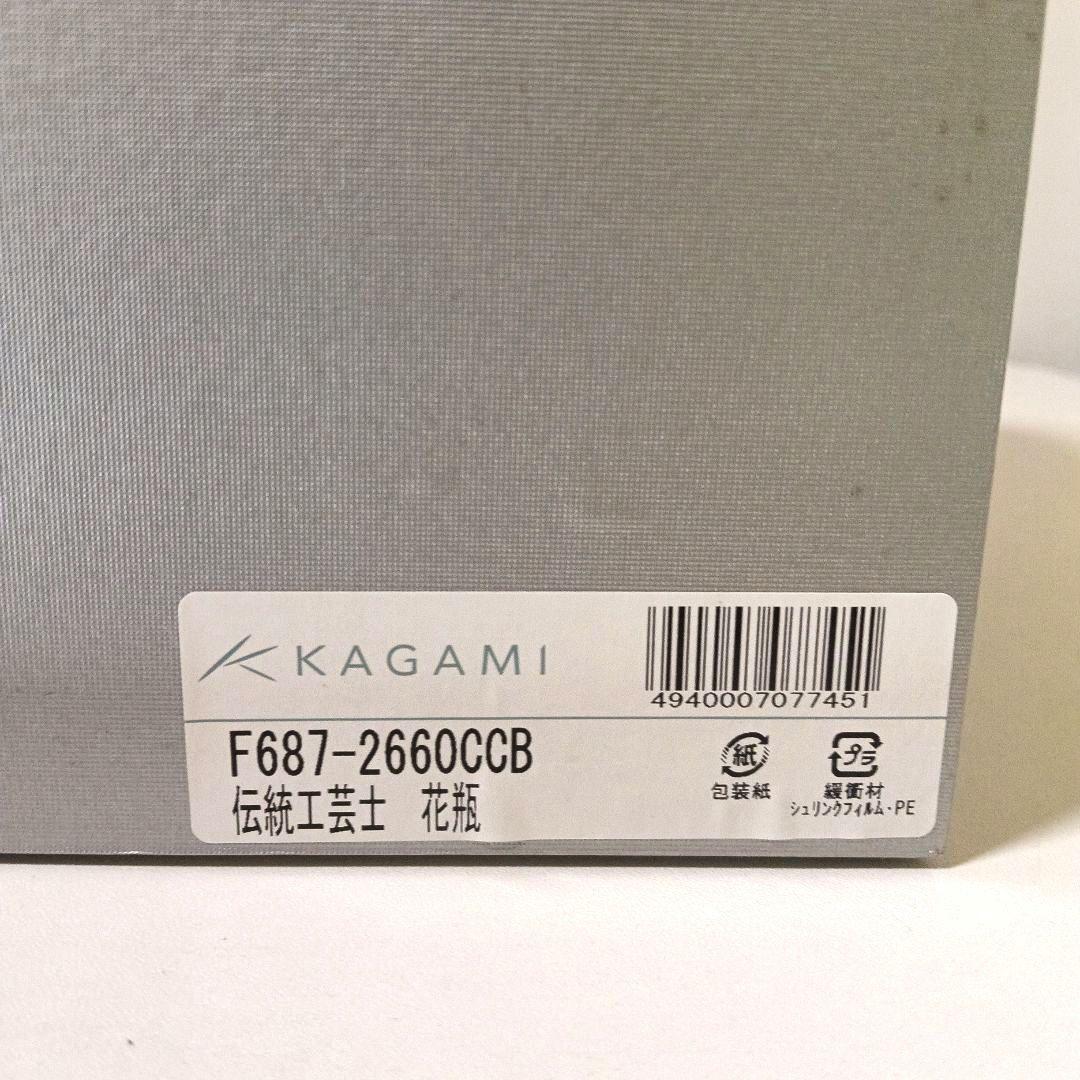 KAGAMI
4940007077451
F687-2660CCB
伝統工芸士 花瓶
紙
包装紙
プラ
緩衝材
シュリンクフィルム・PE